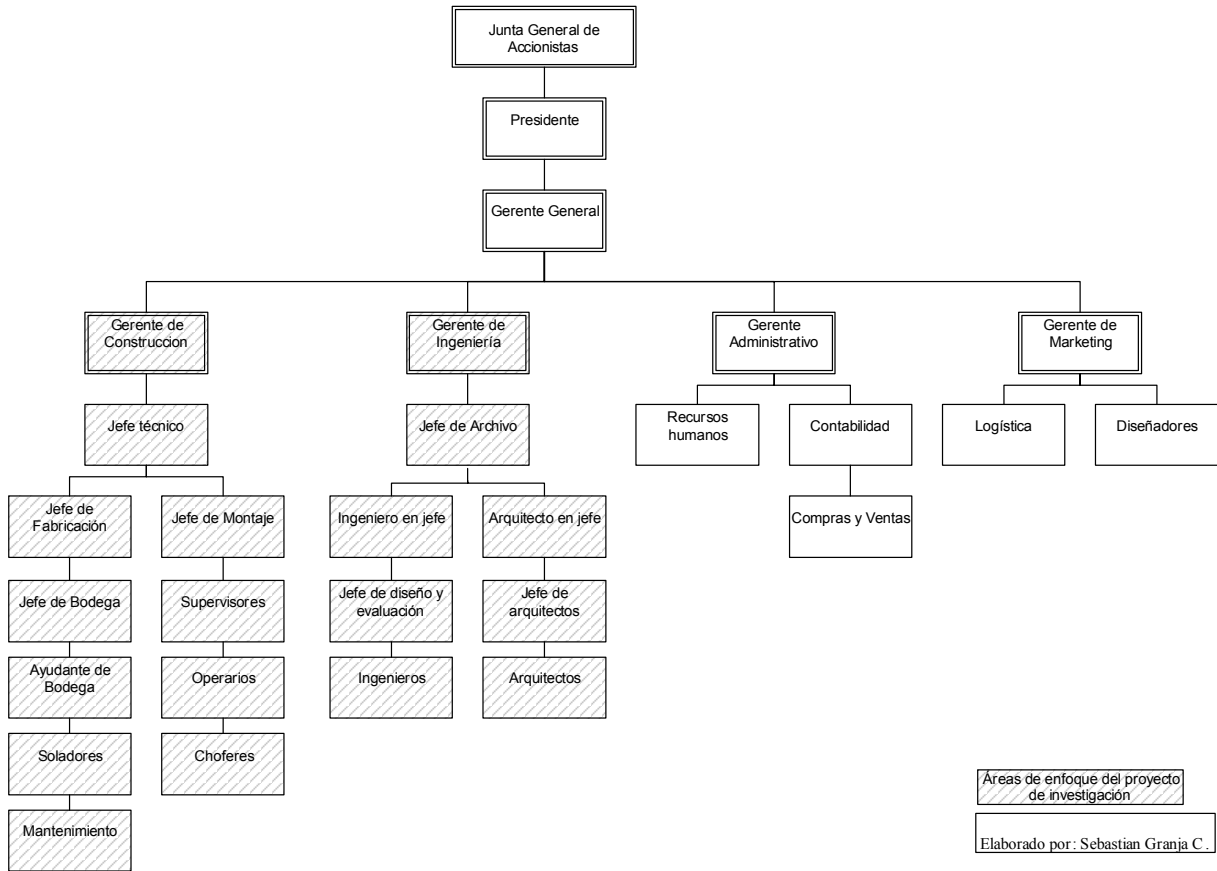 Junta General de
Accionistas
Presidente
Gerente General
Gerente de
Construccion
Gerente de
Ingeniería
Gerente
Administrativo
Gerente de
Marketing
Jefe técnico
Jefe de Archivo
Recursos
humanos
Contabilidad
Logística
Diseñadores
Jefe de
Fabricación
Jefe de Montaje
Ingeniero en jefe
Arquitecto en jefe
Compras y Ventas
Jefe de Bodega
Supervisores
Jefe de diseño y
evaluación
Jefe de
arquitectos
Ayudante de
Bodega
Operarios
Ingenieros
Arquitectos
Soladores
Choferes
Mantenimiento
Áreas de enfoque del proyecto
de investigación
Elaborado por: Sebastian Granja C .